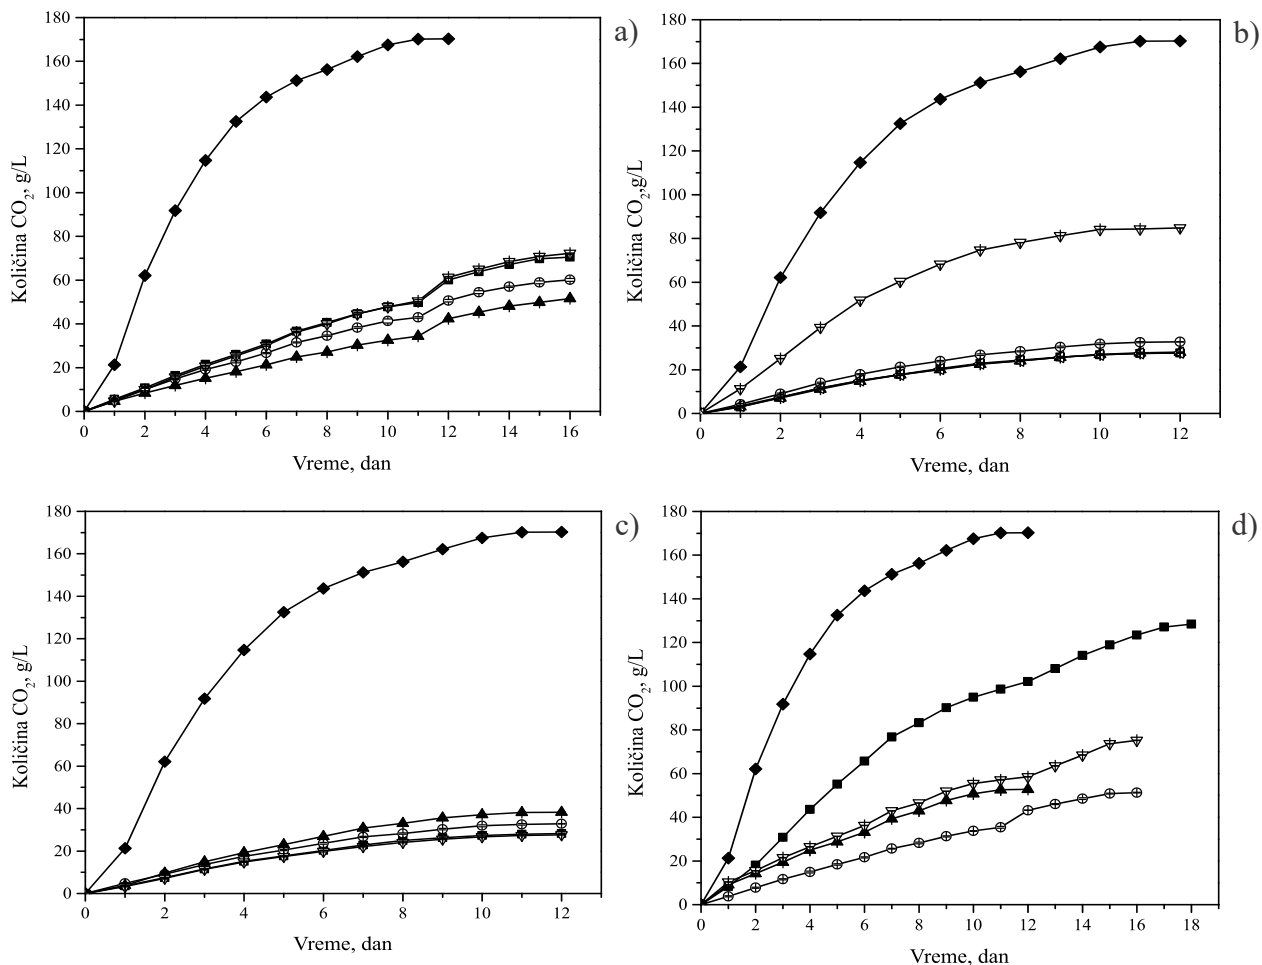 a)
180
160
140
120
100
80
60
40
20
0
Količina CO2, g/L
0 2 4 6 8 10 12 14 16
Vreme, dan
b)
180
160
140
120
100
80
60
40
20
0
Količina CO2,g/L
0 2 4 6 8 10 12
Vreme, dan
c)
180
160
140
120
100
80
60
40
20
0
Količina CO2, g/L
0 2 4 6 8 10 12
Vreme, dan
d)
180
160
140
120
100
80
60
40
20
0
Količina CO2, g/L
0 2 4 6 8 10 12 14 16 18
Vreme, dan